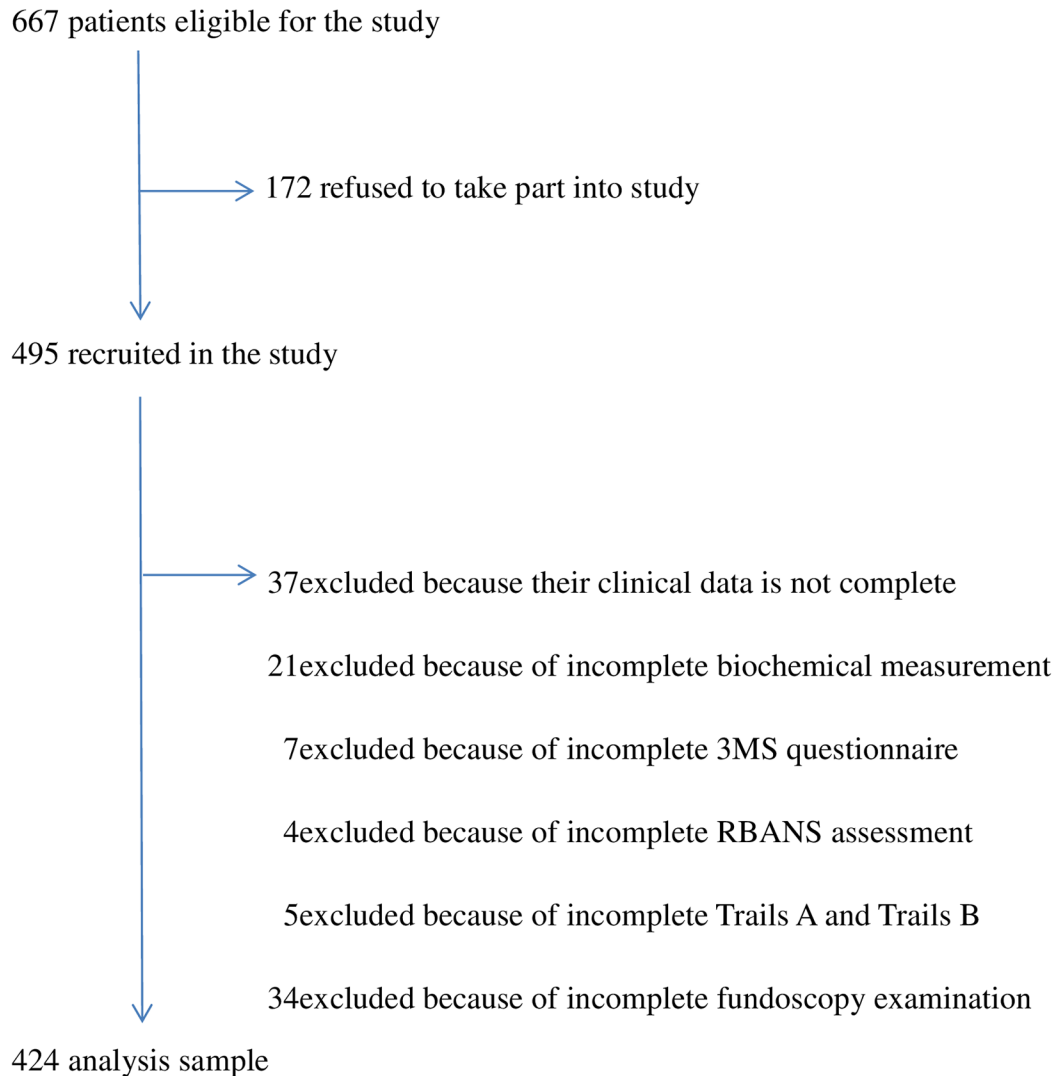 667 patients eligible for the study
172 refused to take part into study
495 recruited in the study
37excluded because their clinical data is not complete
21excluded because of incomplete biochemical measurement
7excluded because of incomplete 3MS questionnaire
4excluded because of incomplete RBANS assessment
5excluded because of incomplete Trails A and Trails B
34excluded because of incomplete fundoscopy examination
424 analysis sample